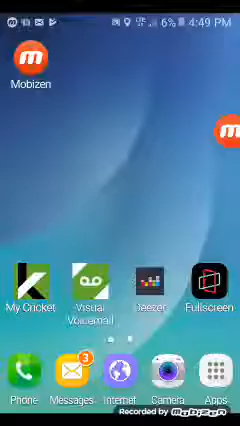 LTE 6% 4:49 PM
Mobizen
My Cricket
Visual
Voicemail
Deezer
Fullscreen
3
Phone
Messages
Internet
Camera
Apps
Recorded by Mobizen